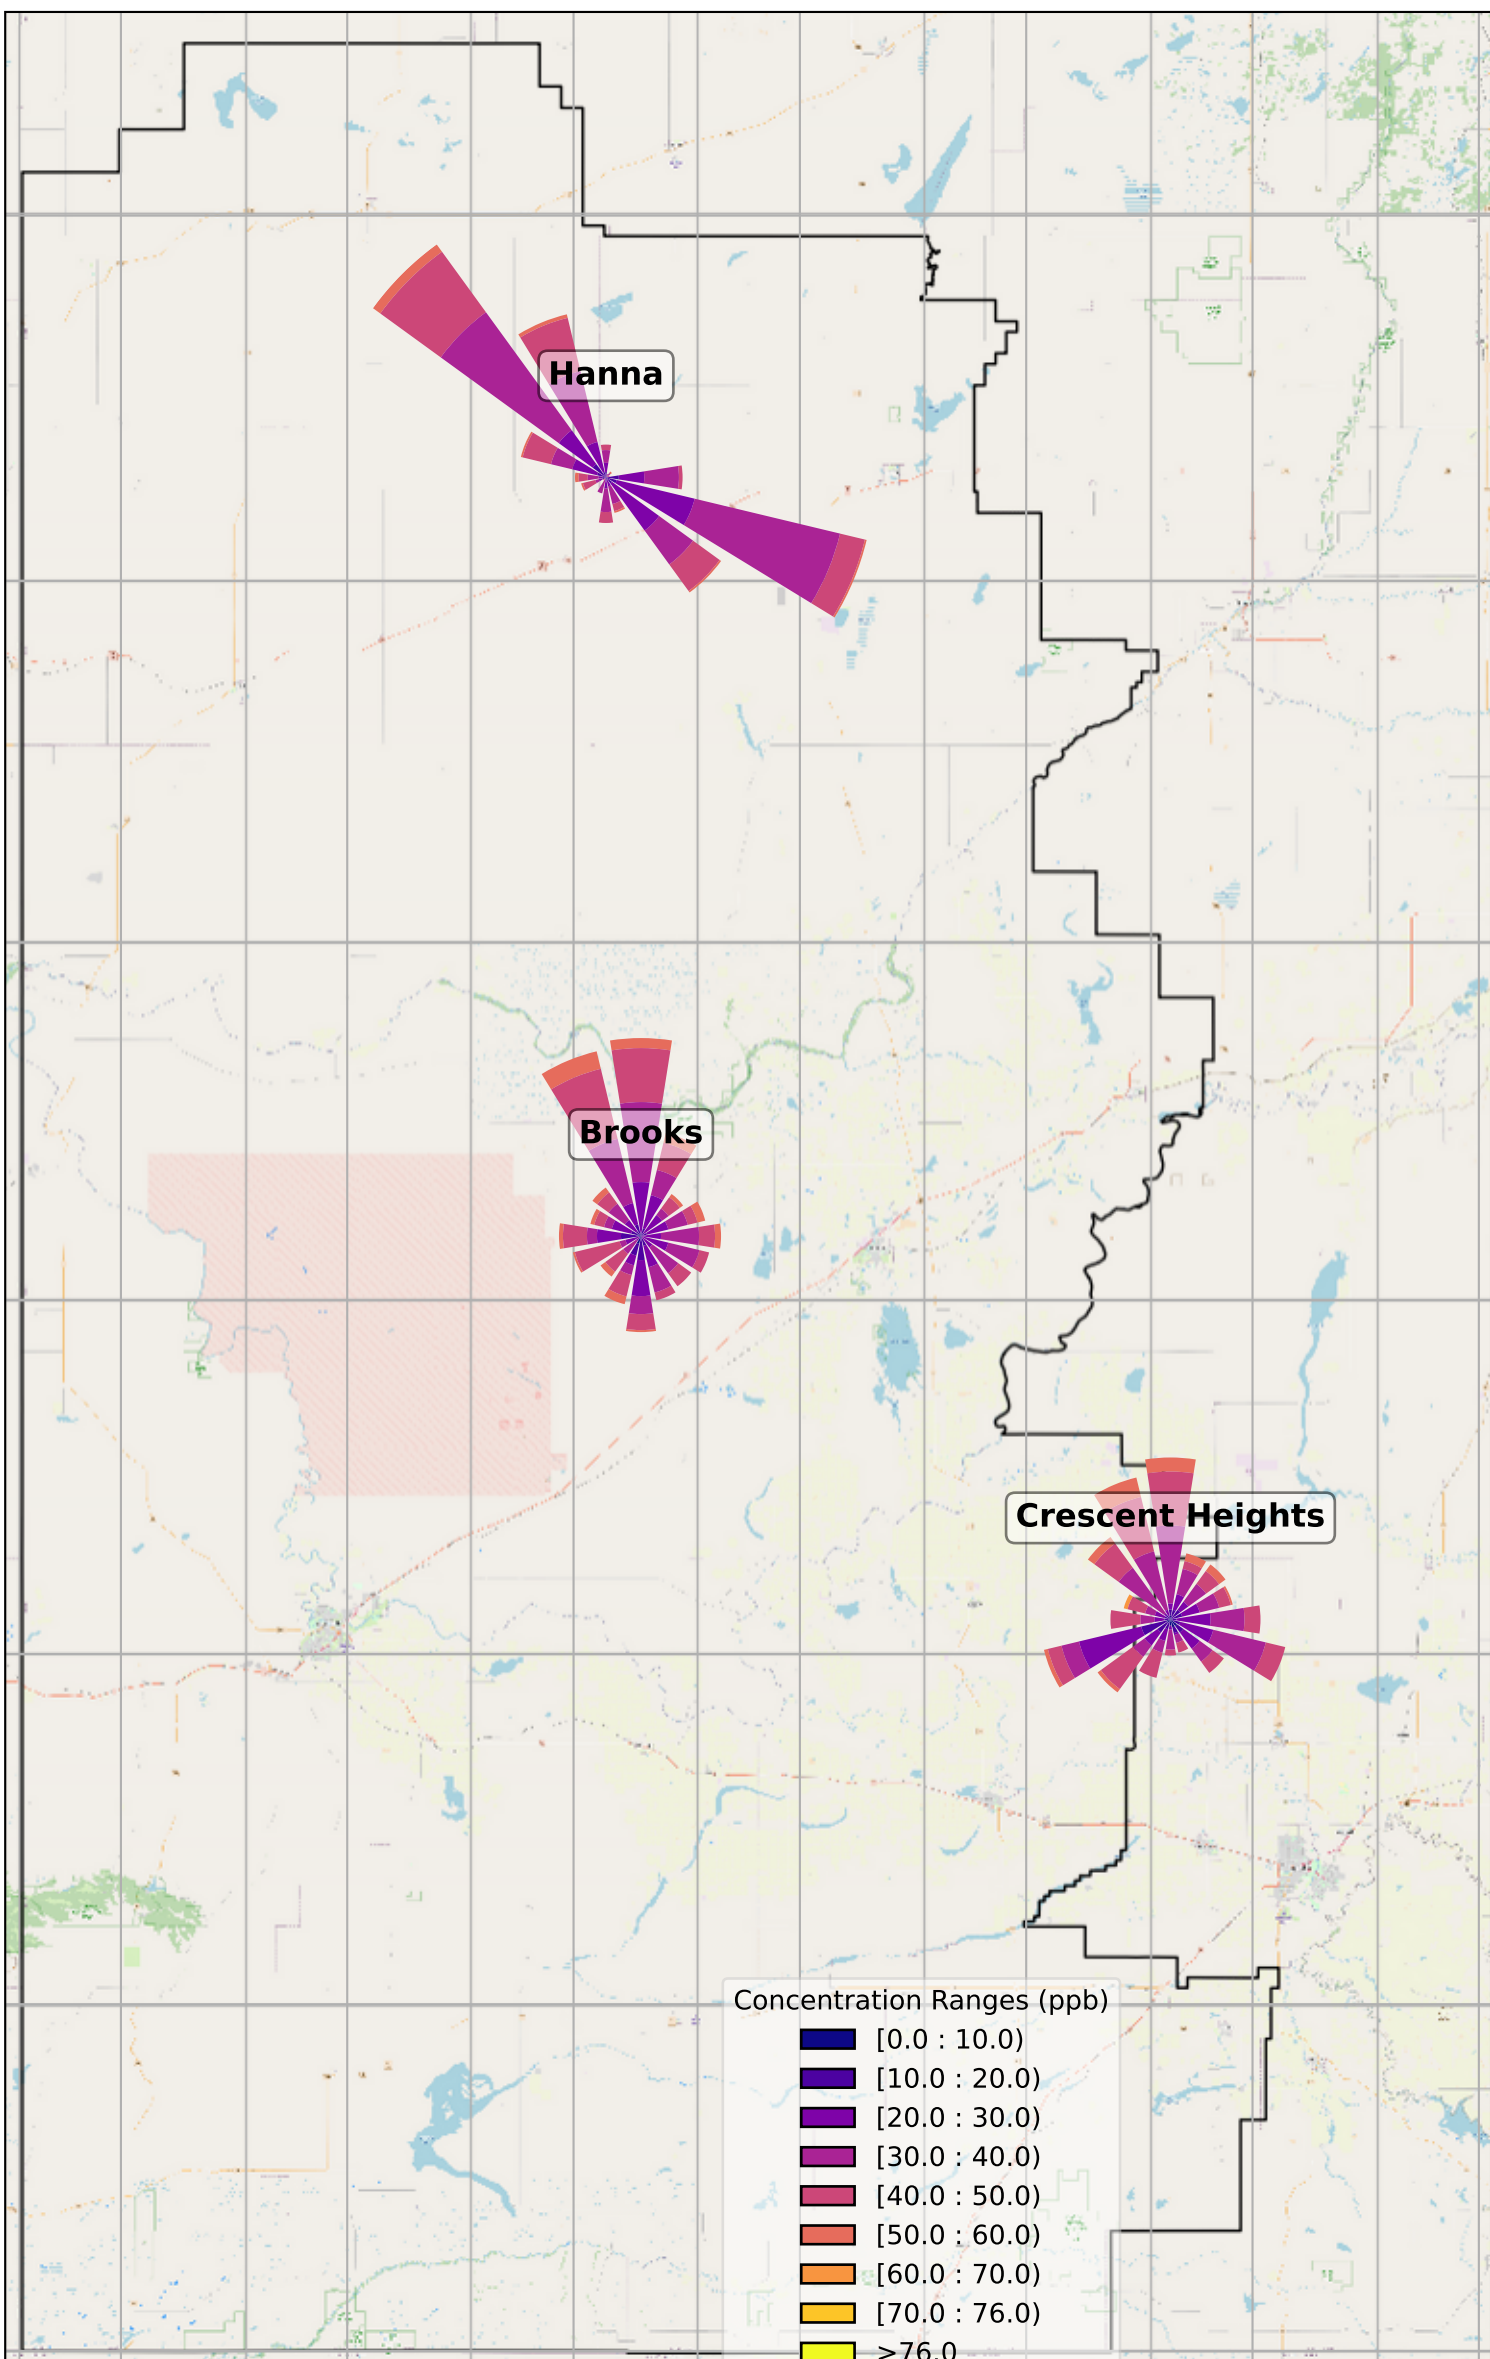 Hanna
Brooks
Crescent Heights
Concentration Ranges (ppb)
[0.0 : 10.0)
[10.0 : 20.0)
[20.0 : 30.0)
[30.0 : 40.0)
[40.0 : 50.0)
[50.0 : 60.0)
[60.0 : 70.0)
[70.0 : 76.0)
>76.0